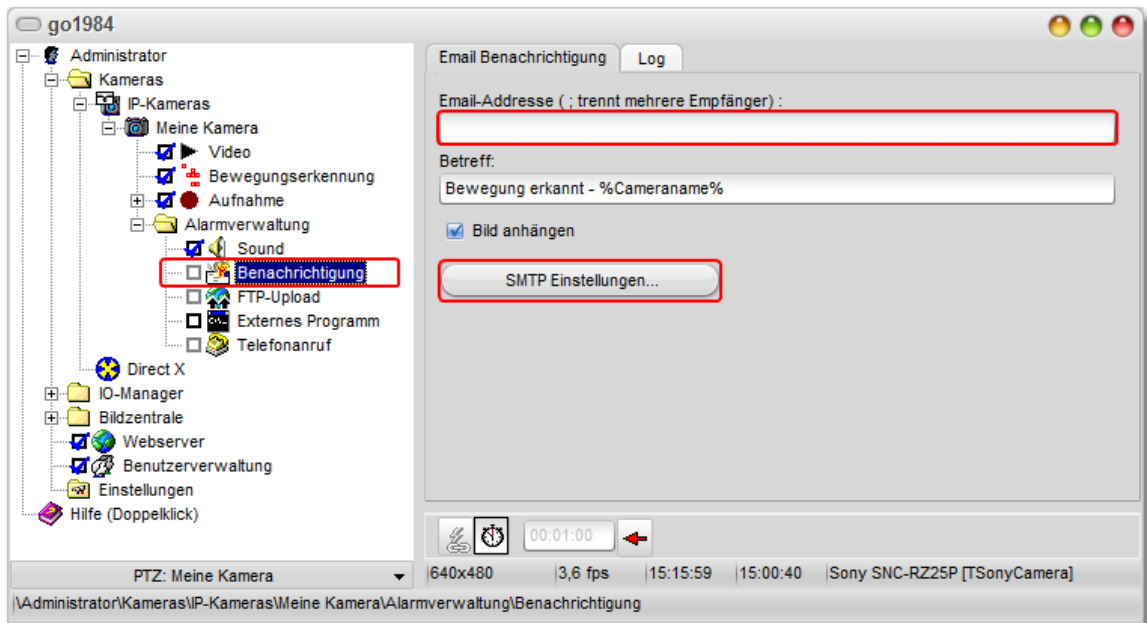 go1984
Administrator
Kameras
IP-Kameras
Meine Kamera
Video
Bewegungserkennung
Aufnahme
Alarmverwaltung
Sound
Benachrichtigung
FTP-Upload
Externes Programm
Telefonanruf
Direct X
IO-Manager
Bildzentrale
Webserver
Benutzerverwaltung
Einstellungen
Hilfe (Doppelklick)
PTZ: Meine Kamera
Email Benachrichtigung
Log
Email-Addresse ( ; trennt mehrere Empfänger) :
Betreff:
Bewegung erkannt - %Cameraname%
Bild anhängen
SMTP Einstellungen...
00:01:00
640x480 3,6 fps 15:15:59 15:00:40 Sony SNC-RZ25P [TSonyCamera]
\Administrator\Kameras\IP-Kameras\Meine Kamera\Alarmverwaltung\Benachrichtigung